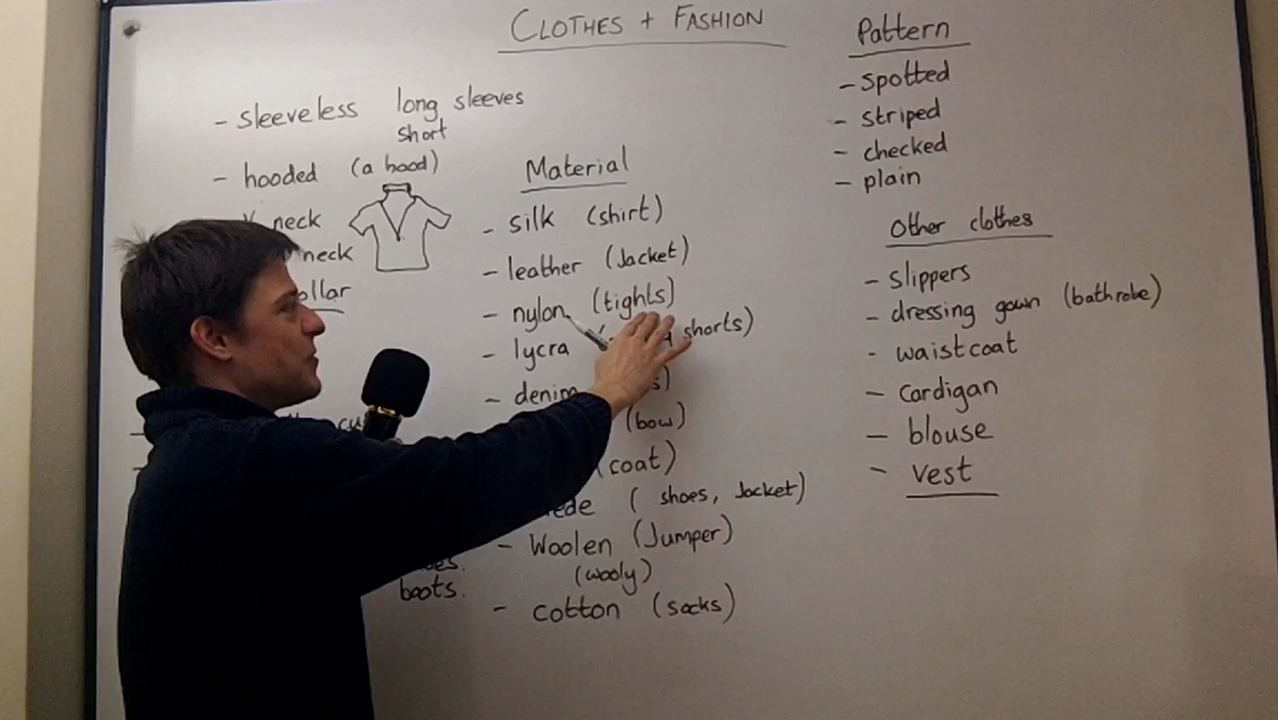 CLOTHES + FASHION
- sleeveless long sleeves
short
- hooded (a hood)
V neck
neck
Material
- silk (shirt)
- leather (Jacket)
- nylon (tights)
- lycra shorts)
- denim
(bow)
(coat)
( shoes, Jacket)
- Woolen (Jumper)
(wooly)
- cotton (socks)
boots.
Pattern
- spotted
- striped
- checked
- plain
Other clothes
- slippers
- dressing gown (bathrobe)
- waistcoat
- cardigan
- blouse
- vest